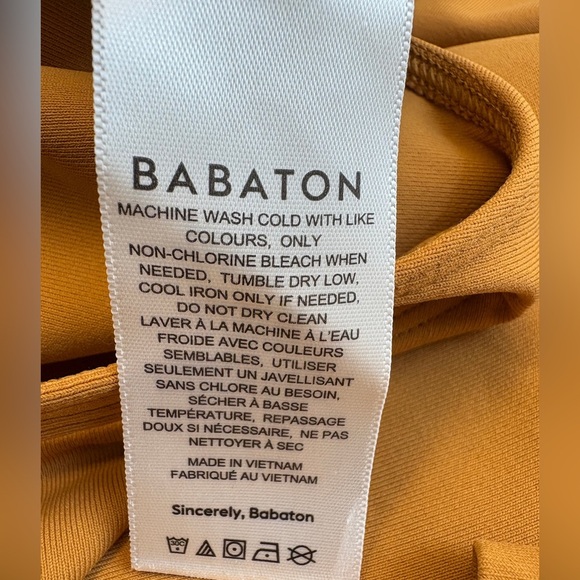 BABATON
MACHINE WASH COLD WITH LIKE
COLOURS, ONLY
NON-CHLORINE BLEACH WHEN
NEEDED, TUMBLE DRY LOW,
COOL IRON ONLY IF NEEDED,
DO NOT DRY CLEAN
LAVER À LA MACHINE À L'EAU
FROIDE AVEC COULEURS
SEMBLABLES, UTILISER
SEULEMENT UN JAVELLISANT
SANS CHLORE AU BESOIN,
SÉCHER À BASSE
TEMPÉRATURE, REPASSAGE
DOUX SI NÉCESSAIRE, NE PAS
NETTOYER À SEC
MADE IN VIETNAM
FABRIQUÉ AU VIETNAM
Sincerely, Babaton